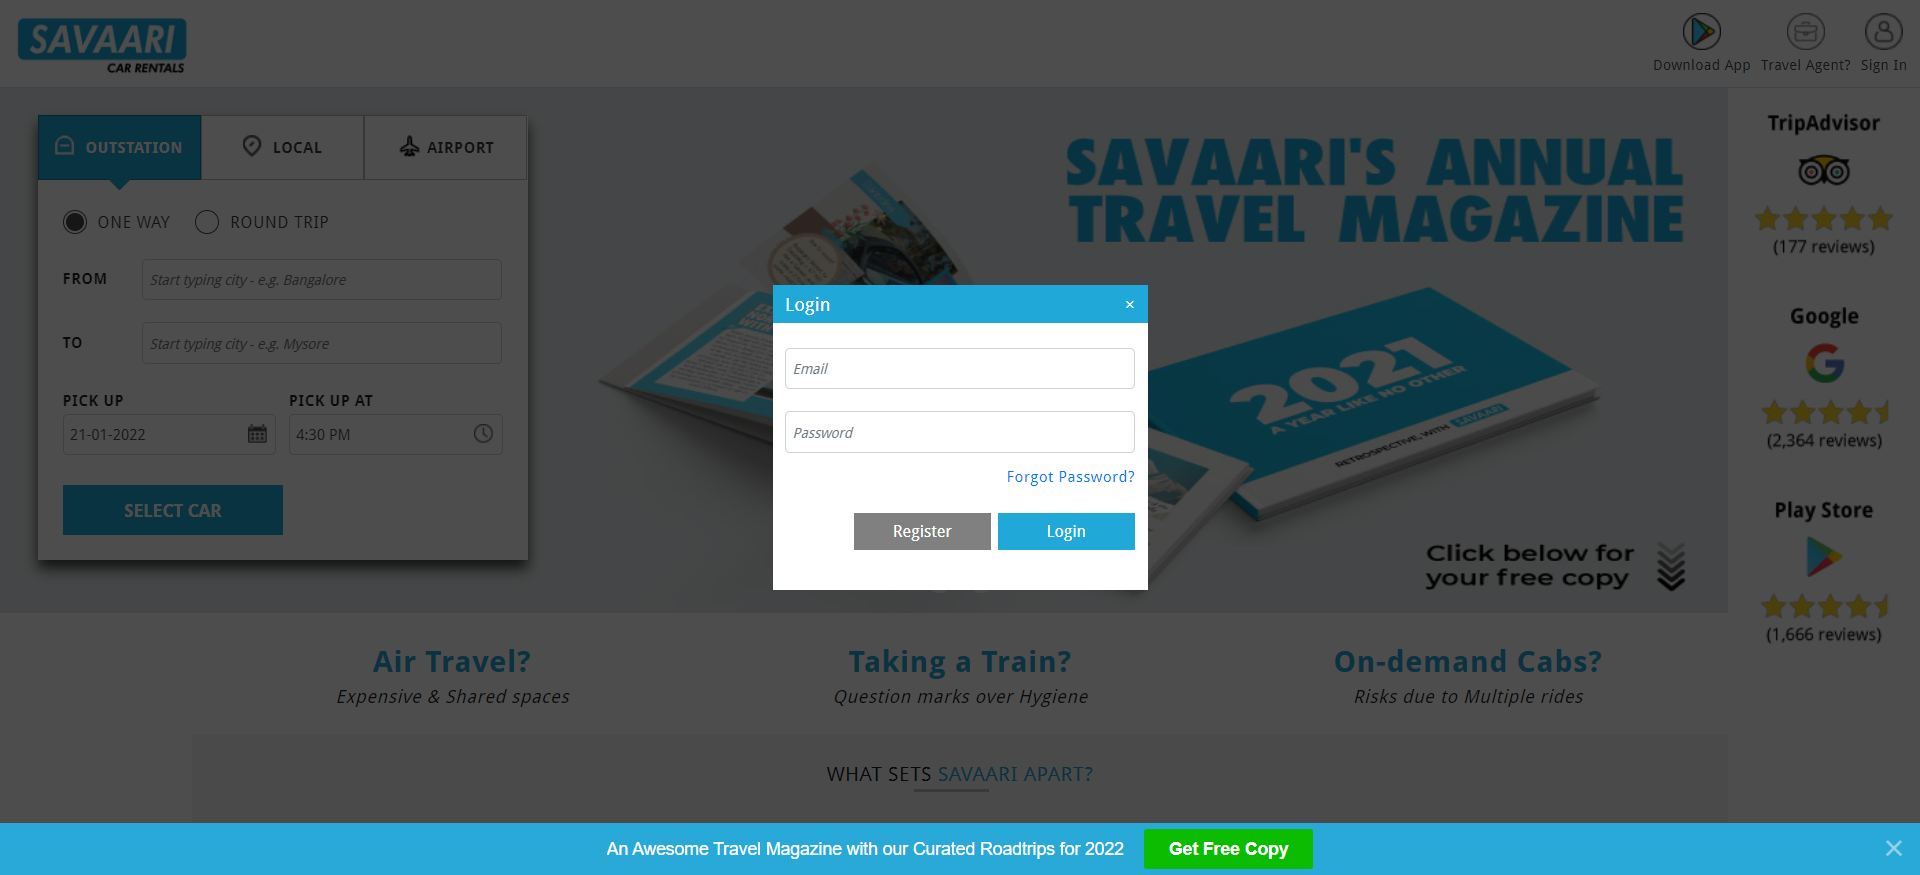 SAVAARI
CAR RENTALS
Download App
Travel Agent?
Sign In
OUTSTATION
LOCAL
AIRPORT
ONE WAY
ROUND TRIP
FROM
Start typing city - e.g. Bangalore
TO
Start typing city - e.g. Mysore
PICK UP
PICK UP AT
21-01-2022
4:30 PM
SELECT CAR
SAVAARI'S ANNUAL
TRAVEL MAGAZINE
2021
A YEAR LIKE NO OTHER
RETROSPECTIVE, WITH SAVAARI
Click below for
your free copy
Login
×
Email
Password
Forgot Password?
Register
Login
TripAdvisor
(177 reviews)
Google
(2,364 reviews)
Play Store
(1,666 reviews)
Air Travel?
Expensive & Shared spaces
Taking a Train?
Question marks over Hygiene
On-demand Cabs?
Risks due to Multiple rides
WHAT SETS SAVAARI APART?
An Awesome Travel Magazine with our Curated Roadtrips for 2022
Get Free Copy